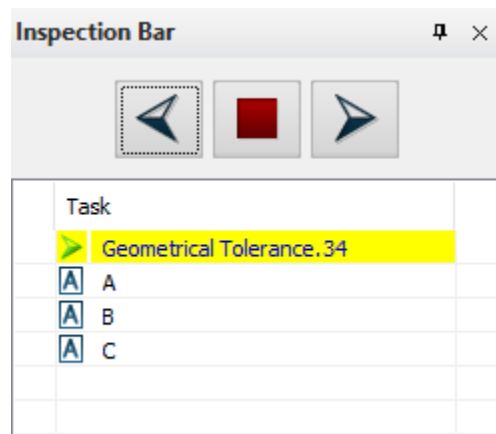 Inspection Bar
Task
Geometrical Tolerance.34
A A
A B
A C